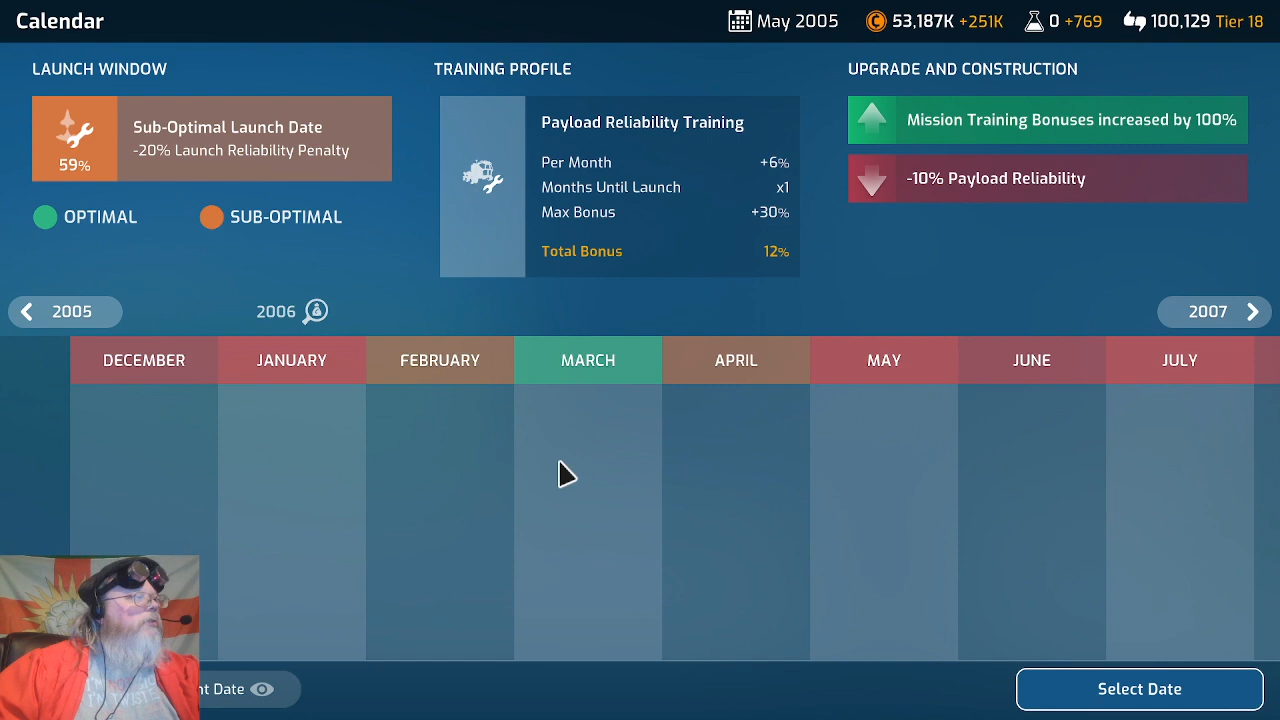 Calendar
May 2005
53,187K +251K
0 +769
100,129 Tier 18
LAUNCH WINDOW
59%
Sub-Optimal Launch Date
-20% Launch Reliability Penalty
OPTIMAL
SUB-OPTIMAL
TRAINING PROFILE
Payload Reliability Training
Per Month +6%
Months Until Launch x1
Max Bonus +30%
Total Bonus 12%
UPGRADE AND CONSTRUCTION
Mission Training Bonuses increased by 100%
-10% Payload Reliability
2005
2006
2007
DECEMBER JANUARY FEBRUARY MARCH APRIL MAY JUNE JULY
Date
Select Date